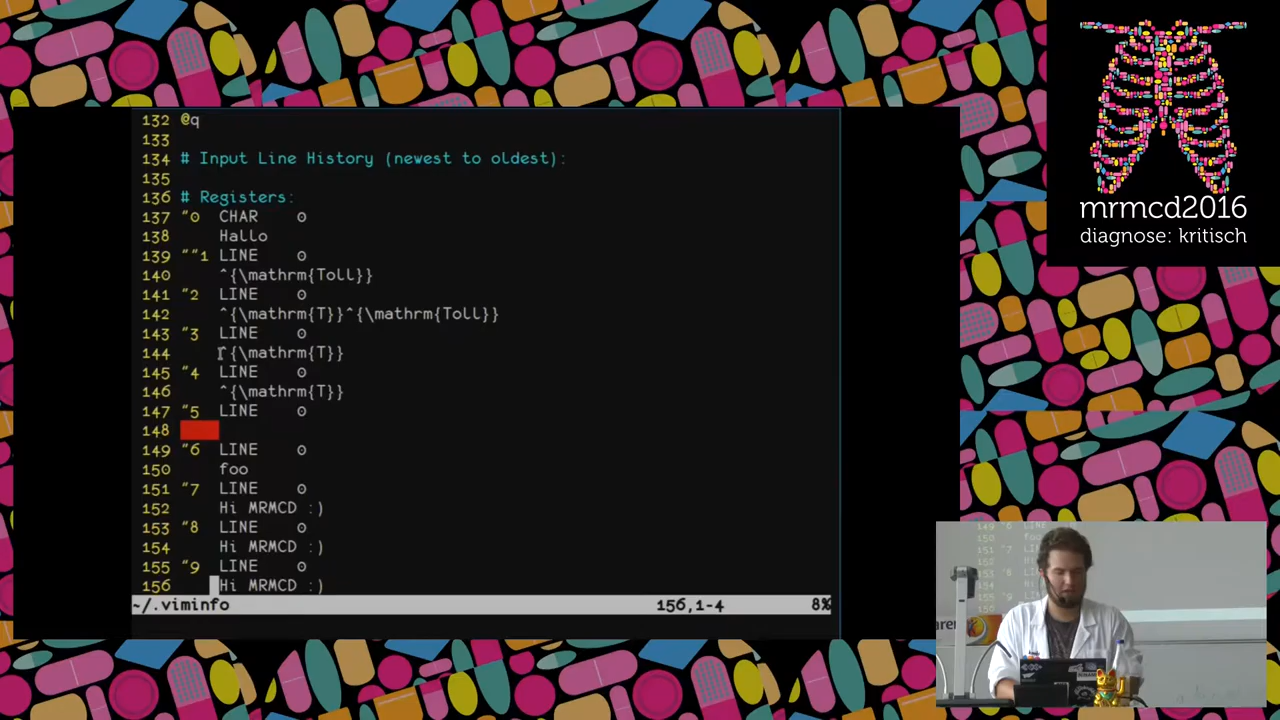 132 @q
133
134 # Input Line History (newest to oldest):
135
136 # Registers:
137 "0 CHAR 0
138 Hallo
139 ""1 LINE 0
140 ^{\mathrm{Toll}}
141 "2 LINE 0
142 ^{\mathrm{T}}^{\mathrm{Toll}}
143 "3 LINE 0
144 ^{\mathrm{T}}
145 "4 LINE 0
146 ^{\mathrm{T}}
147 "5 LINE 0
148
149 "6 LINE 0
150 foo
151 "7 LINE 0
152 Hi MRMCD :)
153 "8 LINE 0
154 Hi MRMCD :)
155 "9 LINE 0
156 Hi MRMCD :)
~/.viminfo 156,1-4 8%
mrmcd2016
diagnose: kritisch